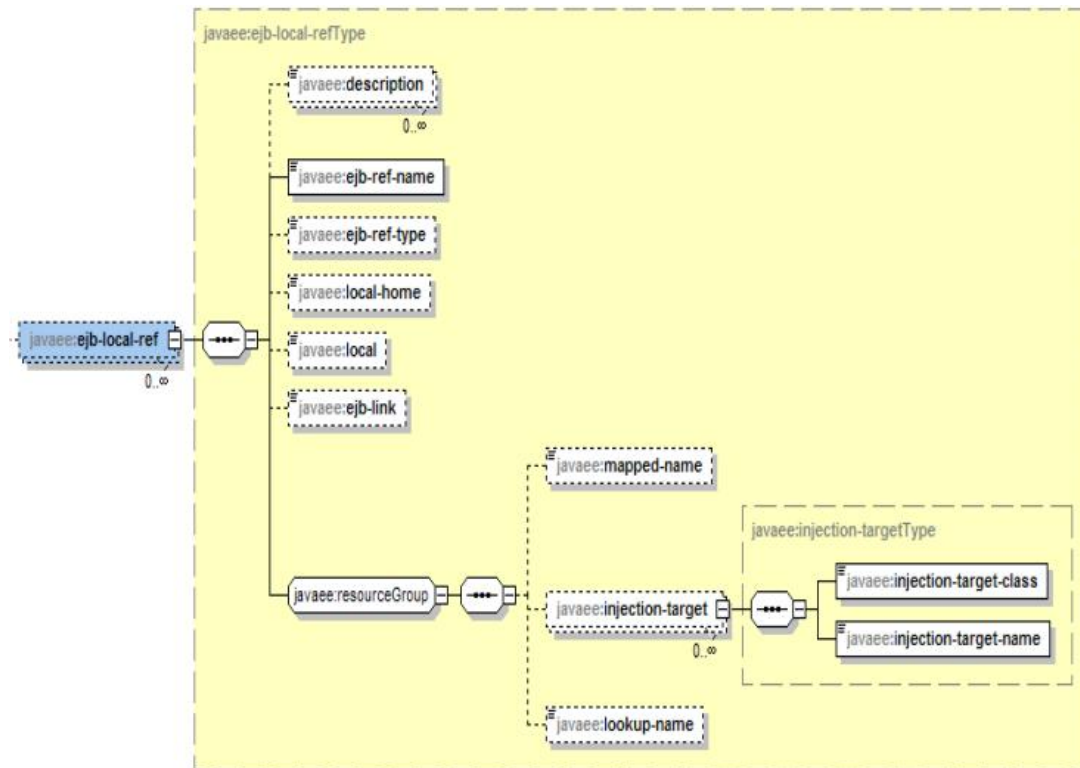 javaee:ejb-local-refType
javaee:description
0..∞
javaee:ejb-ref-name
javaee:ejb-ref-type
javaee:local-home
javaee:ejb-local-ref
0..∞
javaee:local
javaee:ejb-link
javaee:mapped-name
javaee:injection-targetType
javaee:resourceGroup
javaee:injection-target
0..∞
javaee:injection-target-class
javaee:injection-target-name
javaee:lookup-name